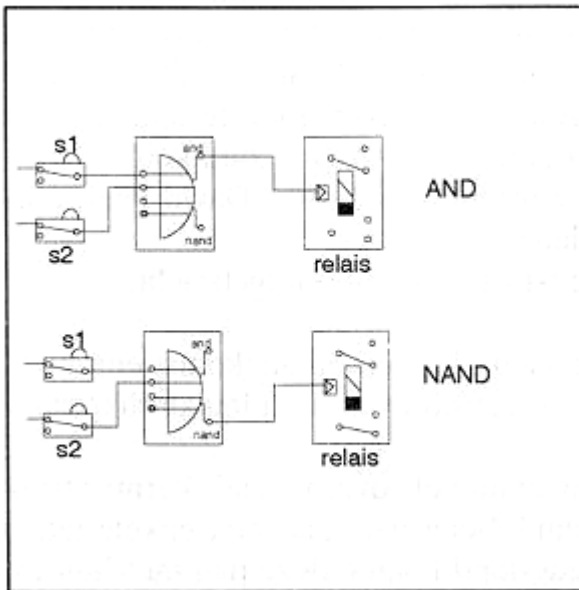 s1
and
AND
nand
s2
relais
s1
and
NAND
nand
s2
relais